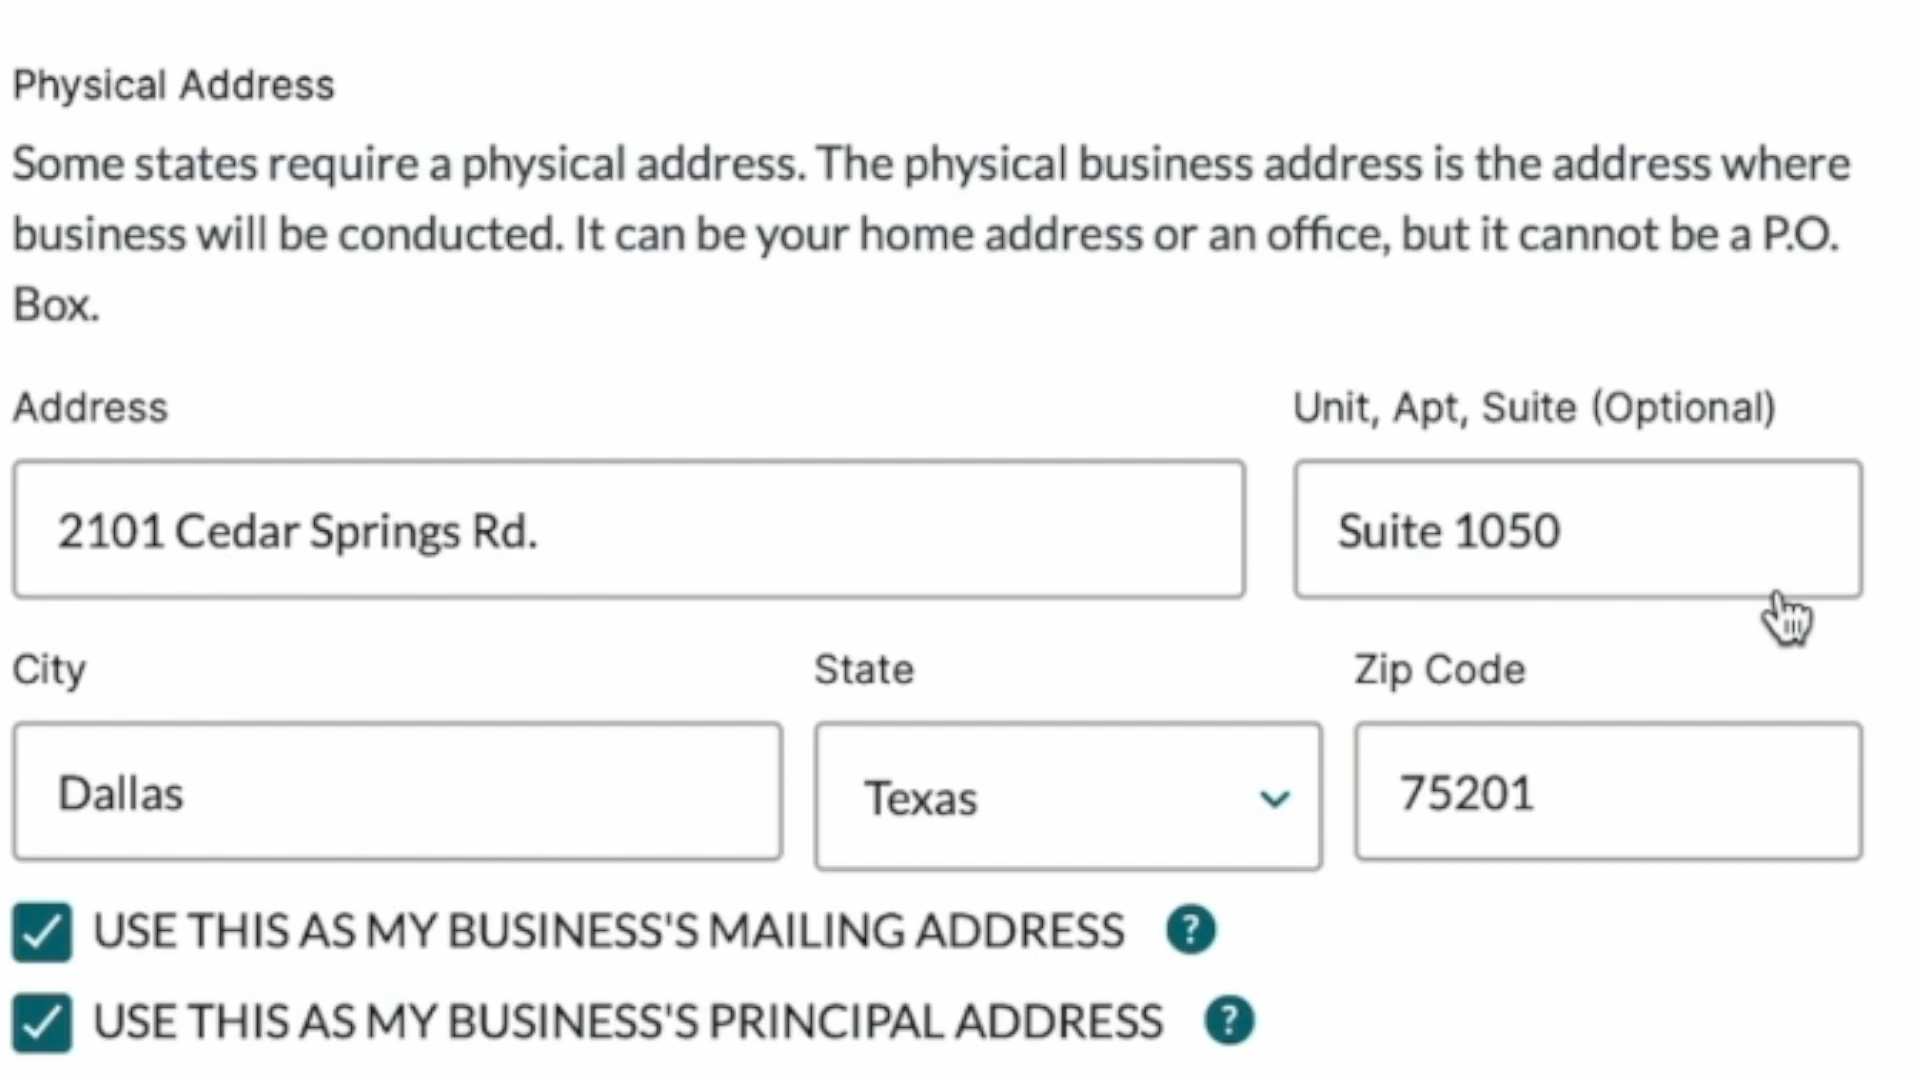 Physical Address
Some states require a physical address. The physical business address is the address where
business will be conducted. It can be your home address or an office, but it cannot be a P.O.
Box.
Address
Unit, Apt, Suite (Optional)
2101 Cedar Springs Rd.
Suite 1050
City
State
Zip Code
Dallas
Texas
75201
USE THIS AS MY BUSINESS'S MAILING ADDRESS ?
USE THIS AS MY BUSINESS'S PRINCIPAL ADDRESS ?